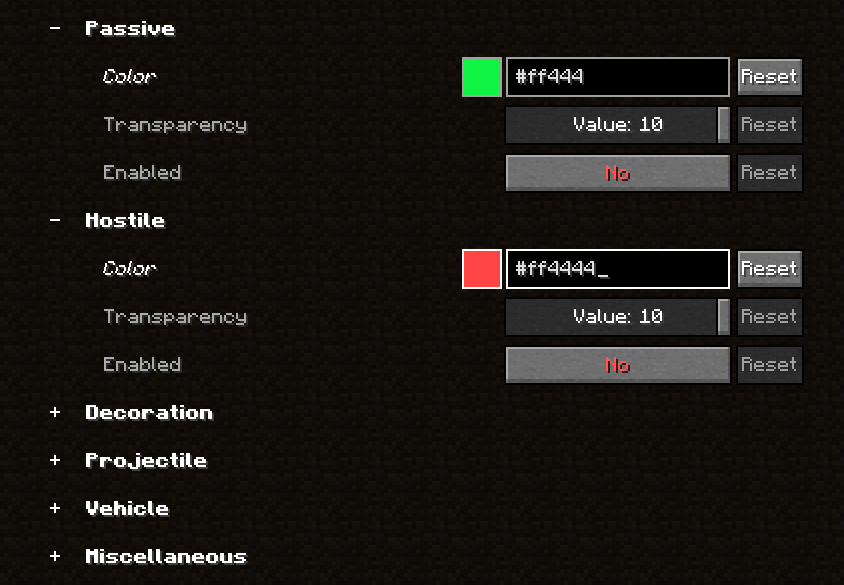 - Passive
Color #ff444 Reset
Transparency Value: 10 Reset
Enabled No Reset
- Hostile
Color #ff4444_ Reset
Transparency Value: 10 Reset
Enabled No Reset
+ Decoration
+ Projectile
+ Vehicle
+ Miscellaneous